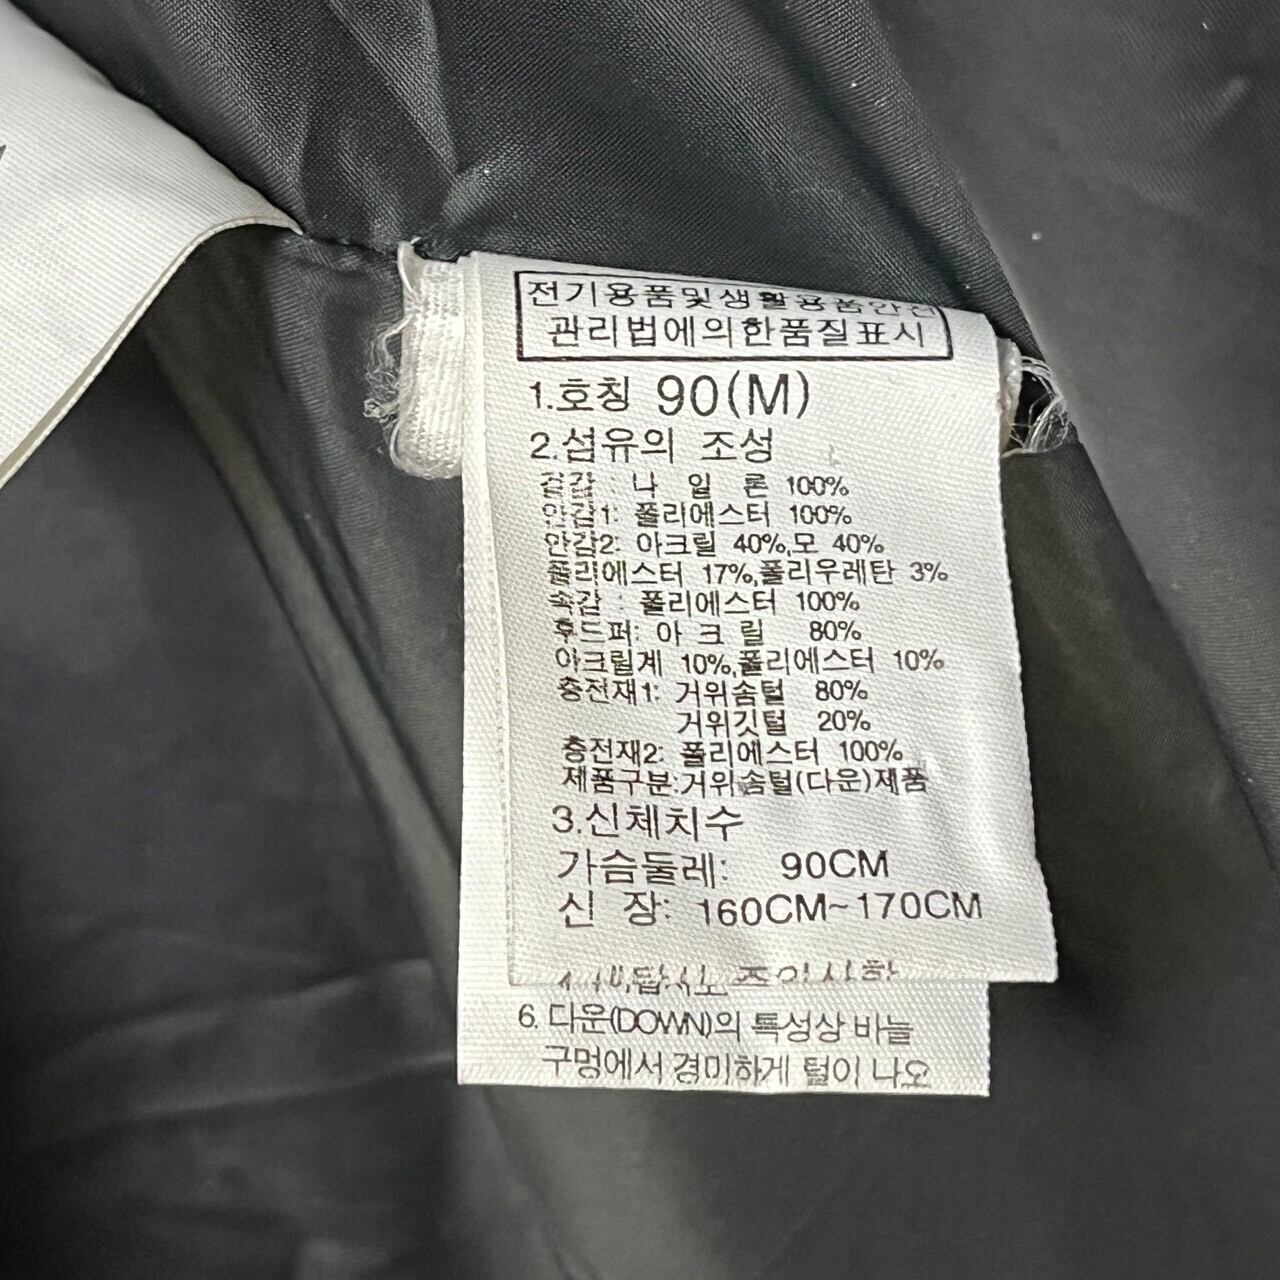 전기용품및생활용품안전
관리법에의한품질표시
1.호칭 90(M)
2.섬유의 조성
겉감 : 나 일 론 100%
안감1: 폴리에스터 100%
안감2: 아크릴 40%,모 40%
폴리에스터 17%,폴리우레탄 3%
속감 : 폴리에스터 100%
후드퍼: 아 크 릴 80%
아크릴계 10%,폴리에스터 10%
충전재1: 거위솜털 80%
거위깃털 20%
충전재2: 폴리에스터 100%
제품구분:거위솜털(다운)제품
3.신체치수
가슴둘레: 90CM
신 장: 160CM~170CM
주의사항
6. 다운(DOWN)의 특성상 바늘
구멍에서 경미하게 털이 나오